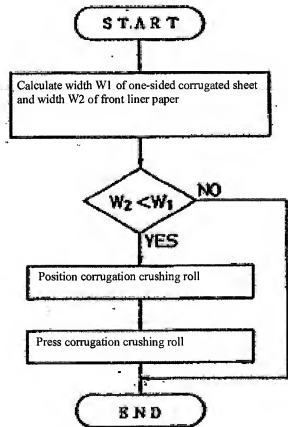 START
Calculate width W1 of one-sided corrugated sheet
and width W2 of front liner paper
W₂<W₁
NO
YES
Position corrugation crushing roll
Press corrugation crushing roll
END